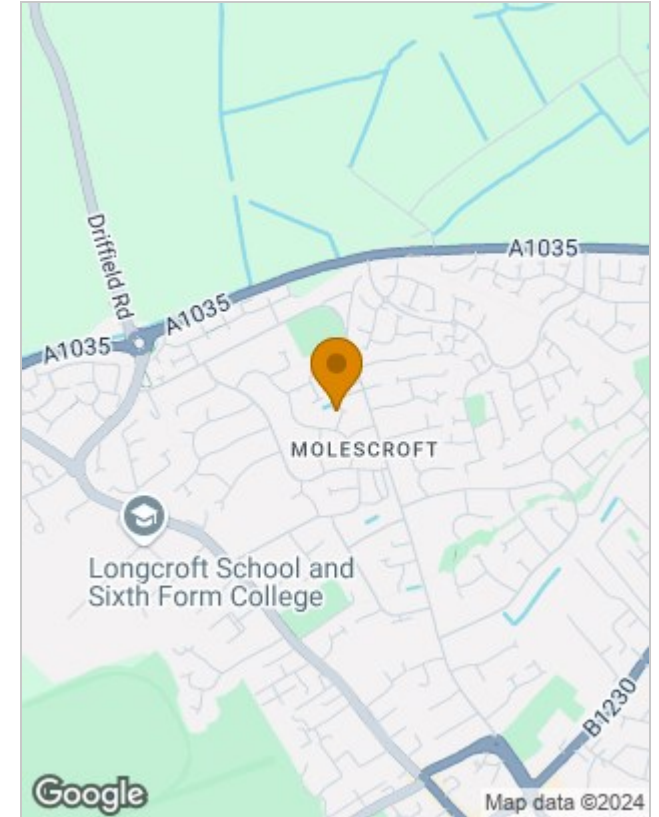 Driffield Rd
A1035
A1035
A1035
MOLESCROFT
Longcroft School and
Sixth Form College
B1230
Google
Map data ©2024